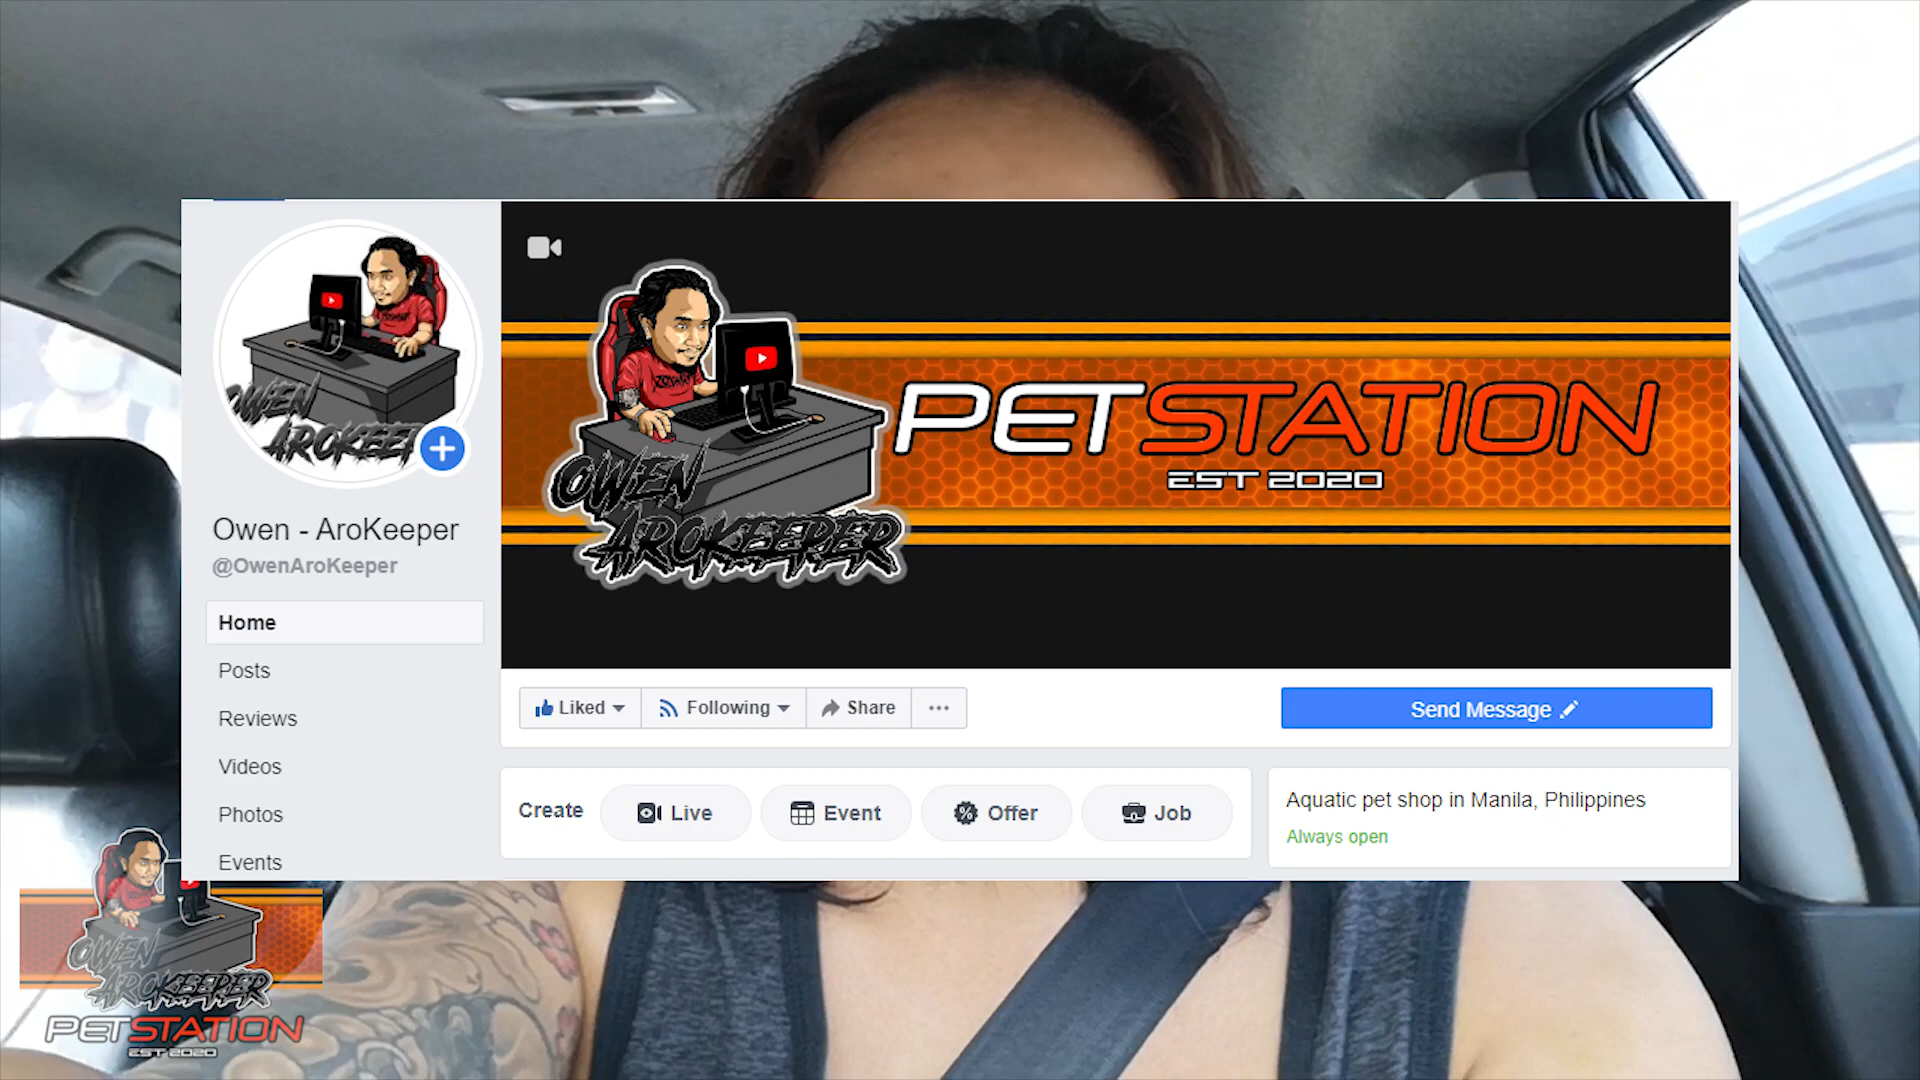 OWEN
AROKEEP
Owen - AroKeeper
@OwenAroKeeper
Home
Posts
Reviews
Videos
Photos
Events
OWEN
AROKEEPER
PETSTATION
EST 2020
Liked
Following
Share
Send Message
Create
Live
Event
Offer
Job
Aquatic pet shop in Manila, Philippines
Always open
OWEN
AROKEEPER
PETSTATION
EST 2020